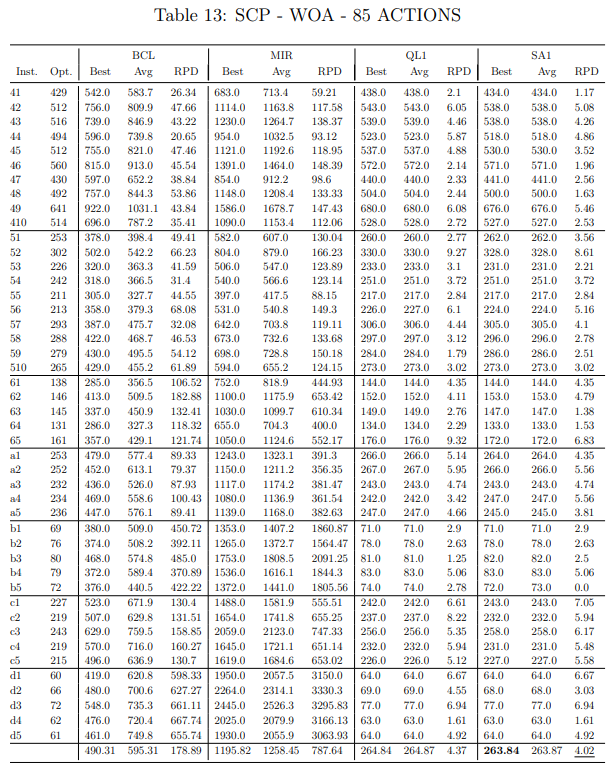 Table 13: SCP - WOA - 85 ACTIONS
BCL MIR QL1 SA1
Inst. Opt. Best Avg RPD Best Avg RPD Best Avg RPD Best Avg RPD
41 429 542.0 583.7 26.34 683.0 713.4 59.21 438.0 438.0 2.1 434.0 434.0 1.17
42 512 756.0 809.9 47.66 1114.0 1163.8 117.58 543.0 543.0 6.05 538.0 538.0 5.08
43 516 739.0 846.9 43.22 1230.0 1264.7 138.37 539.0 539.0 4.46 538.0 538.0 4.26
44 494 596.0 739.8 20.65 954.0 1032.5 93.12 523.0 523.0 5.87 518.0 518.0 4.86
45 512 755.0 821.0 47.46 1121.0 1192.6 118.95 537.0 537.0 4.88 530.0 530.0 3.52
46 560 815.0 913.0 45.54 1391.0 1464.0 148.39 572.0 572.0 2.14 571.0 571.0 1.96
47 430 597.0 652.2 38.84 854.0 912.2 98.6 440.0 440.0 2.33 441.0 441.0 2.56
48 492 757.0 844.3 53.86 1148.0 1208.4 133.33 504.0 504.0 2.44 500.0 500.0 1.63
49 641 922.0 1031.1 43.84 1586.0 1678.7 147.43 680.0 680.0 6.08 676.0 676.0 5.46
410 514 696.0 787.2 35.41 1090.0 1153.4 112.06 528.0 528.0 2.72 527.0 527.0 2.53
51 253 378.0 398.4 49.41 582.0 607.0 130.04 260.0 260.0 2.77 262.0 262.0 3.56
52 302 502.0 542.2 66.23 804.0 879.0 166.23 330.0 330.0 9.27 328.0 328.0 8.61
53 226 320.0 363.3 41.59 506.0 547.0 123.89 233.0 233.0 3.1 231.0 231.0 2.21
54 242 318.0 366.5 31.4 540.0 566.6 123.14 251.0 251.0 3.72 251.0 251.0 3.72
55 211 305.0 327.7 44.55 397.0 417.5 88.15 217.0 217.0 2.84 217.0 217.0 2.84
56 213 358.0 379.3 68.08 531.0 540.8 149.3 226.0 227.0 6.1 224.0 224.0 5.16
57 293 387.0 475.7 32.08 642.0 703.8 119.11 306.0 306.0 4.44 305.0 305.0 4.1
58 288 422.0 468.7 46.53 673.0 732.6 133.68 297.0 297.0 3.12 296.0 296.0 2.78
59 279 430.0 495.5 54.12 698.0 728.8 150.18 284.0 284.0 1.79 286.0 286.0 2.51
510 265 429.0 455.2 61.89 594.0 655.2 124.15 273.0 273.0 3.02 273.0 273.0 3.02
61 138 285.0 356.5 106.52 752.0 818.9 444.93 144.0 144.0 4.35 144.0 144.0 4.35
62 146 413.0 509.5 182.88 1100.0 1175.9 653.42 152.0 152.0 4.11 153.0 153.0 4.79
63 145 337.0 450.9 132.41 1030.0 1099.7 610.34 149.0 149.0 2.76 147.0 147.0 1.38
64 131 286.0 327.3 118.32 655.0 704.3 400.0 134.0 134.0 2.29 133.0 133.0 1.53
65 161 357.0 429.1 121.74 1050.0 1124.6 552.17 176.0 176.0 9.32 172.0 172.0 6.83
a1 253 479.0 577.4 89.33 1243.0 1323.1 391.3 266.0 266.0 5.14 264.0 264.0 4.35
a2 252 452.0 613.1 79.37 1150.0 1211.2 356.35 267.0 267.0 5.95 266.0 266.0 5.56
a3 232 436.0 526.0 87.93 1117.0 1174.2 381.47 243.0 243.0 4.74 243.0 243.0 4.74
a4 234 469.0 558.6 100.43 1080.0 1136.9 361.54 242.0 242.0 3.42 247.0 247.0 5.56
a5 236 447.0 576.1 89.41 1139.0 1168.0 382.63 247.0 247.0 4.66 245.0 245.0 3.81
b1 69 380.0 509.0 450.72 1353.0 1407.2 1860.87 71.0 71.0 2.9 71.0 71.0 2.9
b2 76 374.0 508.2 392.11 1265.0 1372.7 1564.47 78.0 78.0 2.63 78.0 78.0 2.63
b3 80 468.0 574.8 485.0 1753.0 1808.5 2091.25 81.0 81.0 1.25 82.0 82.0 2.5
b4 79 372.0 589.4 370.89 1536.0 1616.1 1844.3 83.0 83.0 5.06 83.0 83.0 5.06
b5 72 376.0 440.5 422.22 1372.0 1441.0 1805.56 74.0 74.0 2.78 72.0 73.0 0.0
c1 227 523.0 671.9 130.4 1488.0 1581.9 555.51 242.0 242.0 6.61 243.0 243.0 7.05
c2 219 507.0 629.8 131.51 1654.0 1741.8 655.25 237.0 237.0 8.22 232.0 232.0 5.94
c3 243 629.0 759.5 158.85 2059.0 2123.0 747.33 256.0 256.0 5.35 258.0 258.0 6.17
c4 219 570.0 716.0 160.27 1645.0 1721.1 651.14 232.0 232.0 5.94 231.0 231.0 5.48
c5 215 496.0 636.9 130.7 1619.0 1684.6 653.02 226.0 226.0 5.12 227.0 227.0 5.58
d1 60 419.0 620.8 598.33 1950.0 2057.5 3150.0 64.0 64.0 6.67 64.0 64.0 6.67
d2 66 480.0 700.6 627.27 2264.0 2314.1 3330.3 69.0 69.0 4.55 68.0 68.0 3.03
d3 72 548.0 735.3 661.11 2445.0 2526.3 3295.83 77.0 77.0 6.94 77.0 77.0 6.94
d4 62 476.0 720.4 667.74 2025.0 2079.9 3166.13 63.0 63.0 1.61 63.0 63.0 1.61
d5 61 461.0 749.8 655.74 1930.0 2055.9 3063.93 64.0 64.0 4.92 64.0 64.0 4.92
490.31 595.31 178.89 1195.82 1258.45 787.64 264.84 264.87 4.37 263.84 263.87 4.02